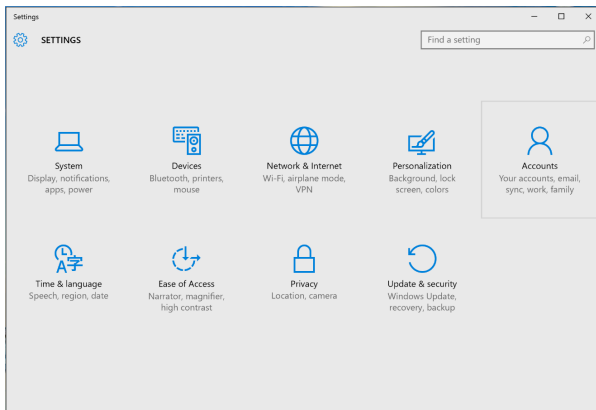 Settings
SETTINGS
Find a setting
System
Display, notifications,
apps, power
Devices
Bluetooth, printers,
mouse
Network & Internet
Wi-Fi, airplane mode,
VPN
Personalization
Background, lock
screen, colors
Accounts
Your accounts, email,
sync, work, family
A字
Time & language
Speech, region, date
Ease of Access
Narrator, magnifier,
high contrast
Privacy
Location, camera
Update & security
Windows Update,
recovery, backup